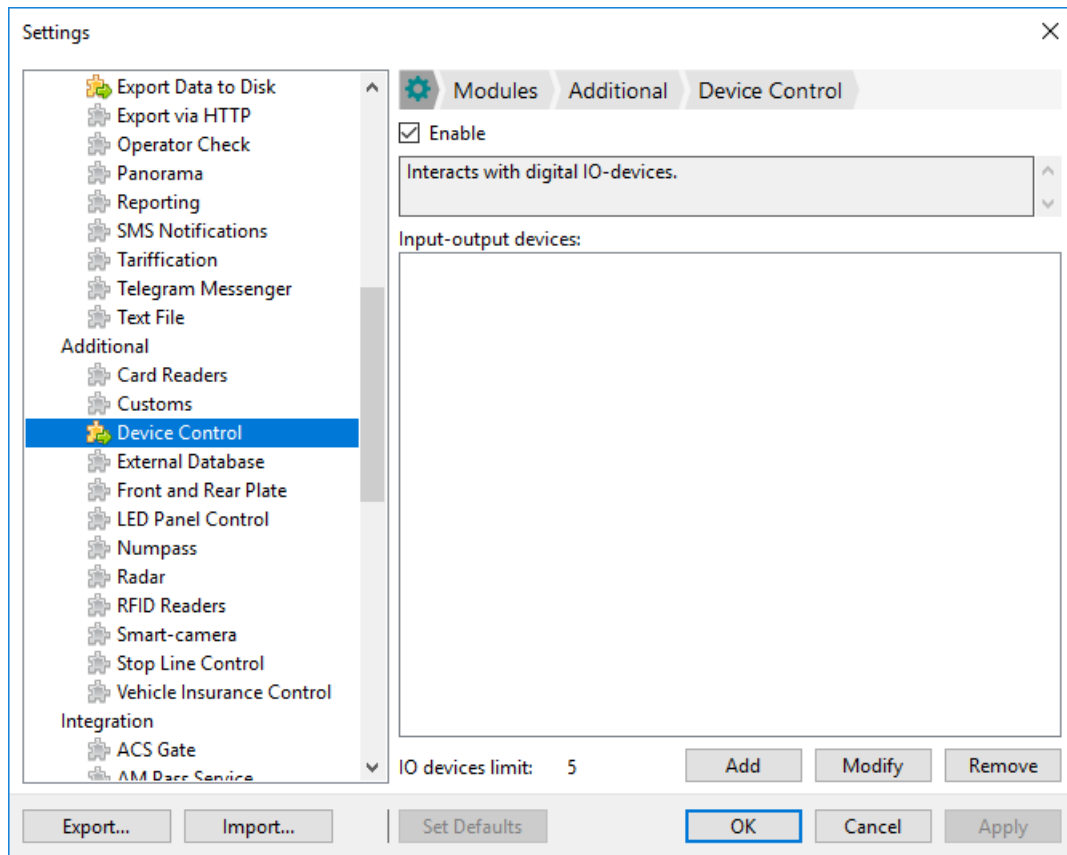 Settings
Export Data to Disk
Export via HTTP
Operator Check
Panorama
Reporting
SMS Notifications
Tariffication
Telegram Messenger
Text File
Additional
Card Readers
Customs
Device Control
External Database
Front and Rear Plate
LED Panel Control
Numpass
Radar
RFID Readers
Smart-camera
Stop Line Control
Vehicle Insurance Control
Integration
ACS Gate
AM Pass Service
Modules Additional Device Control
Enable
Interacts with digital IO-devices.
Input-output devices:
IO devices limit: 5 Add Modify Remove
Export... Import... Set Defaults OK Cancel Apply